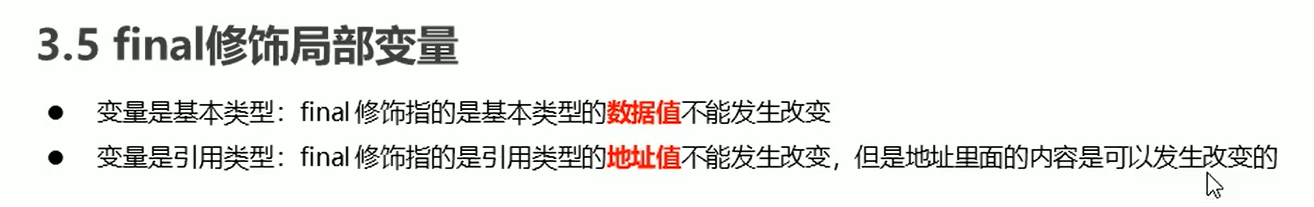 3.5 final修饰局部变量
● 变量是基本类型：final 修饰指的是基本类型的数据值不能发生改变
● 变量是引用类型：final 修饰指的是引用类型的地址值不能发生改变，但是地址里面的内容是可以发生改变的